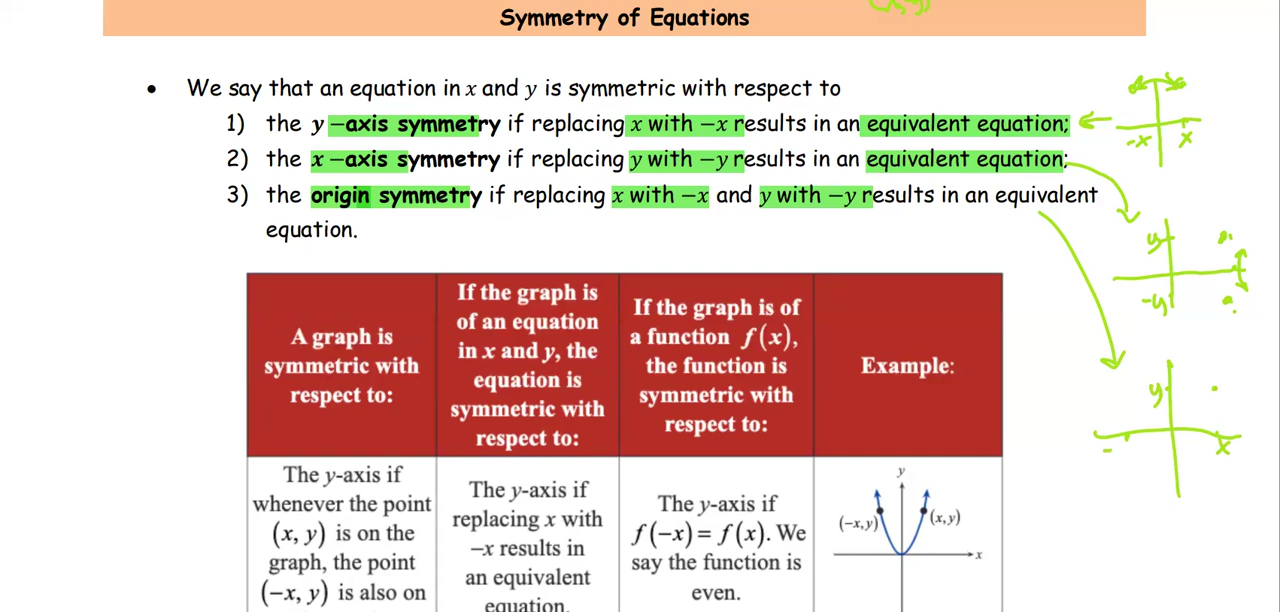 (x,y)
Symmetry of Equations
• We say that an equation in x and y is symmetric with respect to
1) the y −axis symmetry if replacing x with −x results in an equivalent equation;
2) the x −axis symmetry if replacing y with −y results in an equivalent equation;
3) the origin symmetry if replacing x with −x and y with −y results in an equivalent
equation.
-x x
y
-y
y
- x
A graph is
symmetric with
respect to:
If the graph is
of an equation
in x and y, the
equation is
symmetric with
respect to:
If the graph is of
a function f(x),
the function is
symmetric with
respect to:
Example:
The y-axis if
whenever the point
(x, y) is on the
graph, the point
(−x, y) is also on
The y-axis if
replacing x with
−x results in
an equivalent
equation.
The y-axis if
f(−x) = f(x). We
say the function is
even.
y
(−x,y)
(x,y)
x